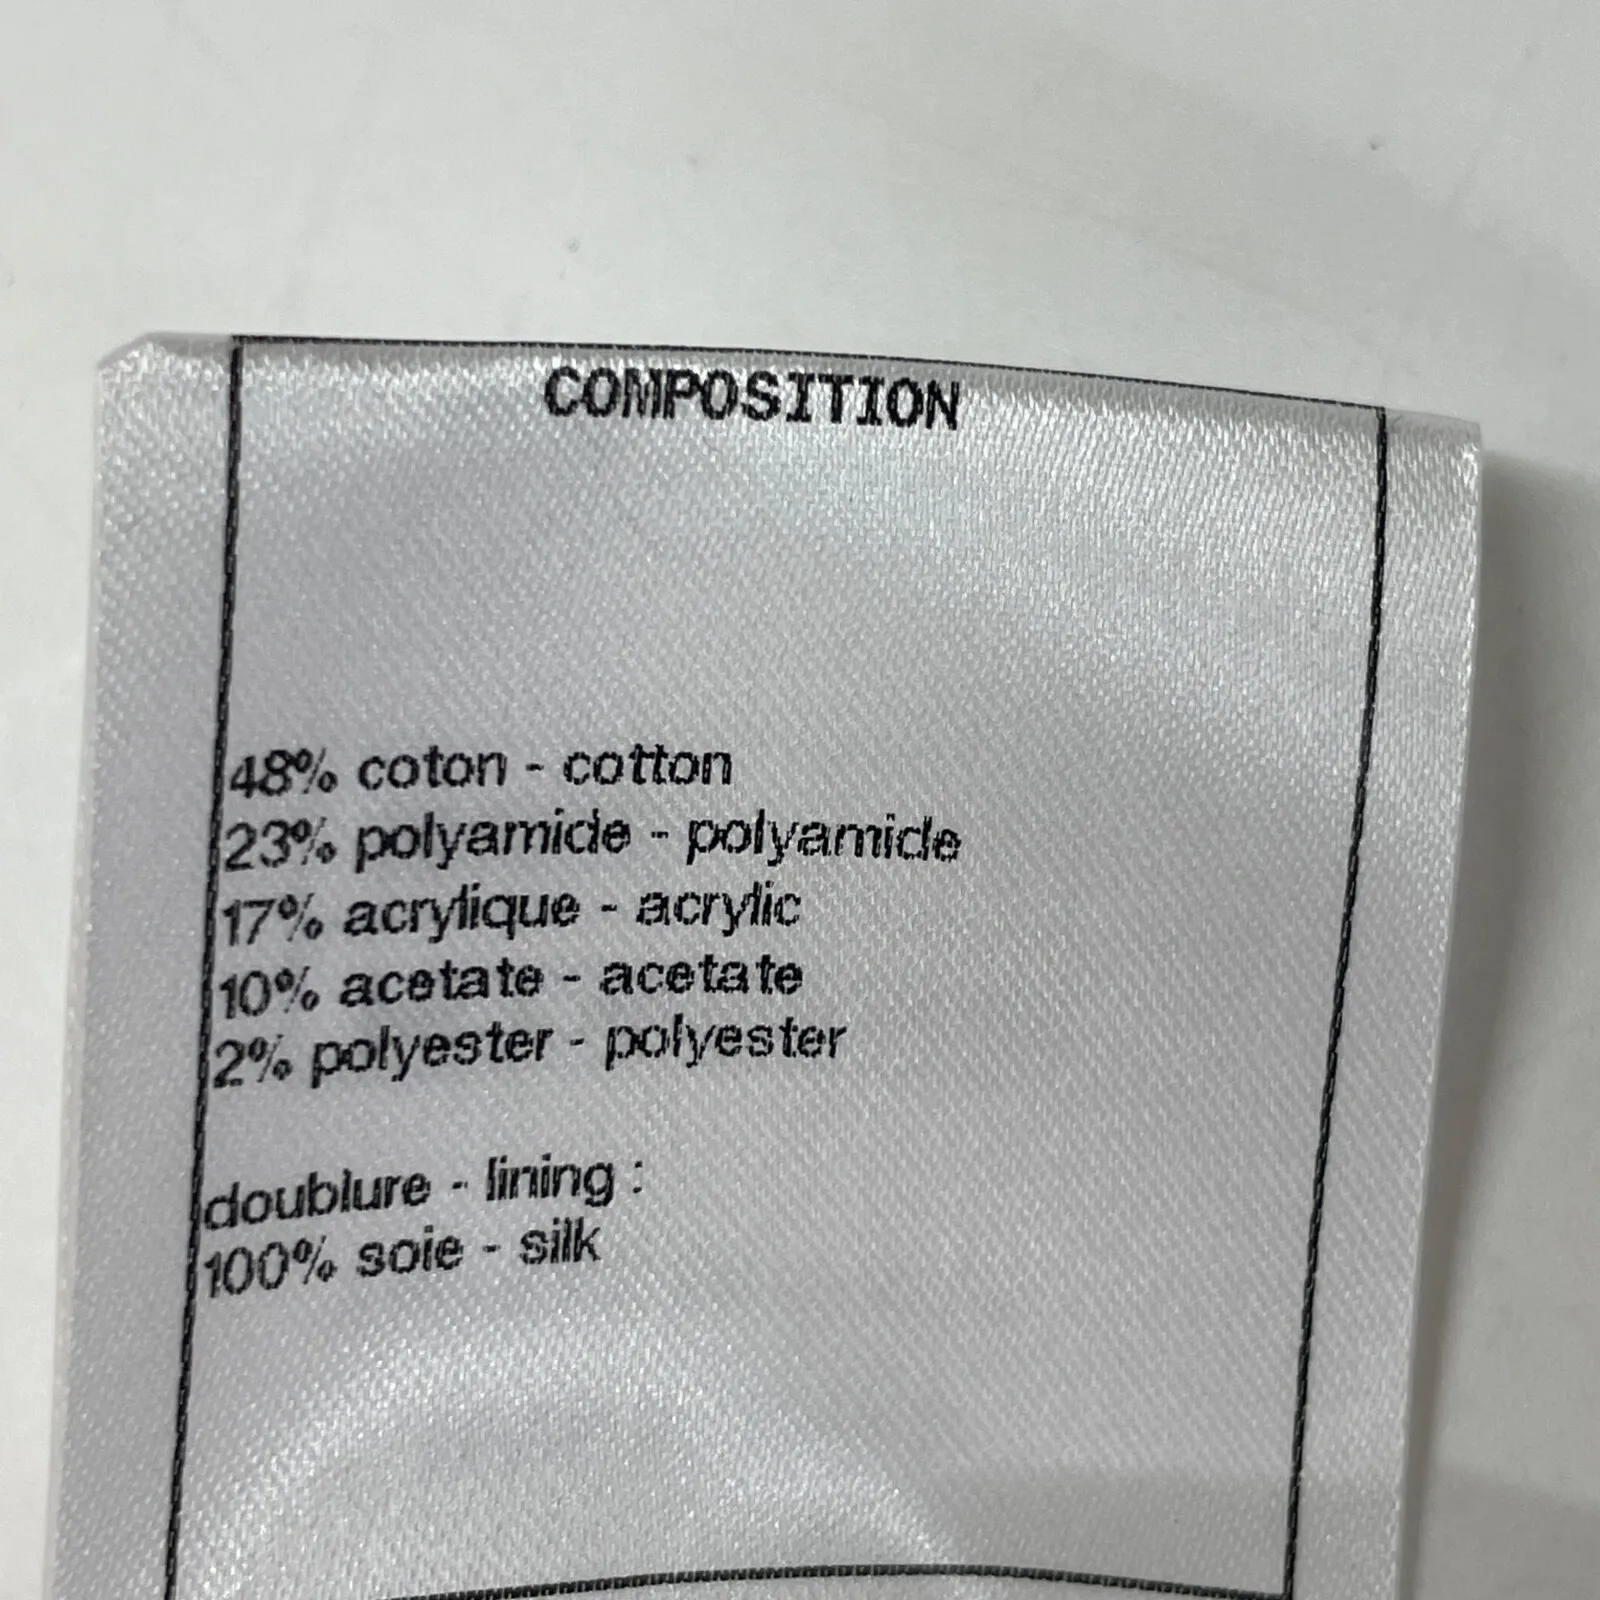 COMPOSITION
48% coton - cotton
23% polyamide - polyamide
17% acrylique - acrylic
10% acetate - acetate
2% polyester - polyester
doublure - lining :
100% soie - silk